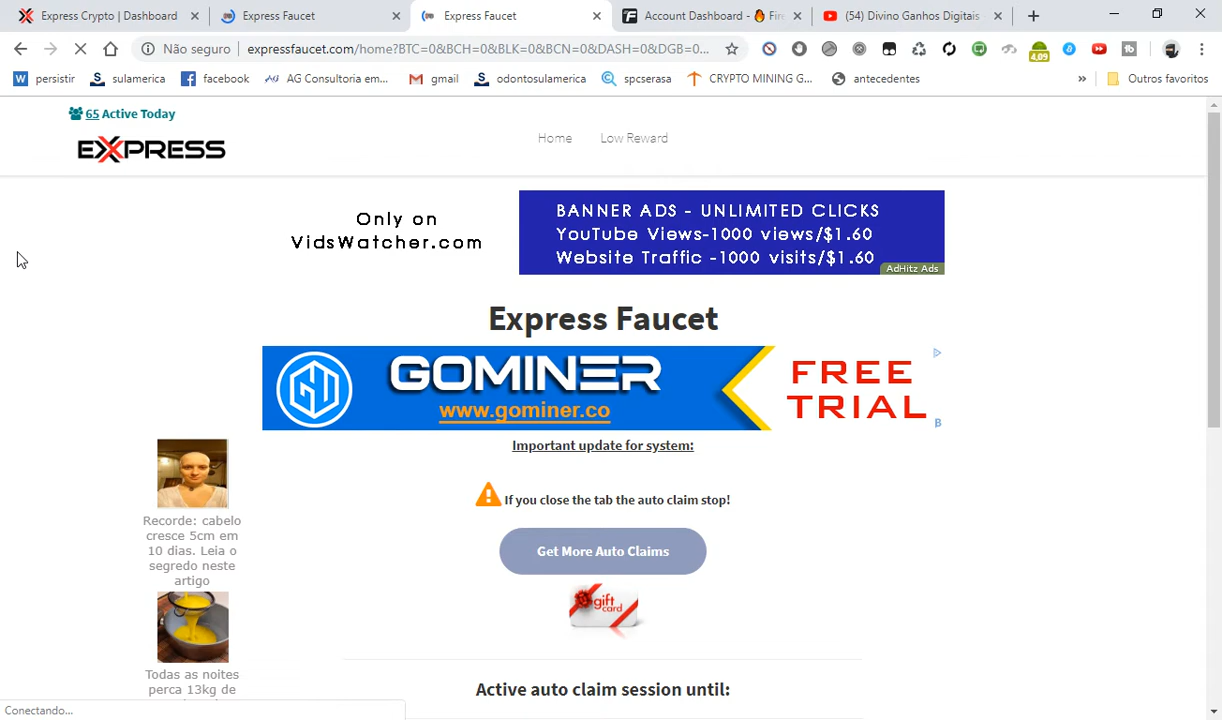 Express Crypto | Dashboard
Express Faucet
Express Faucet
Account Dashboard - 🔥 Fire
(54) Divino Ganhos Digitais -
Não seguro
expressfaucet.com/home?BTC=0&BCH=0&BLK=0&BCN=0&DASH=0&DGB=0...
4,09
persistir
sulamerica
facebook
AG Consultoria em...
gmail
odontosulamerica
spcserasa
CRYPTO MINING G...
antecedentes
»
Outros favoritos
65 Active Today
EXPRESS
Home
Low Reward
Only on
VidsWatcher.com
BANNER ADS - UNLIMITED CLICKS
YouTube Views-1000 views/$1.60
Website Traffic -1000 visits/$1.60
AdHitz Ads
Express Faucet
GOMINER
www.gominer.co
FREE
TRIAL
B
Important update for system:
If you close the tab the auto claim stop!
Get More Auto Claims
gift
card
Recorde: cabelo
cresce 5cm em
10 dias. Leia o
segredo neste
artigo
Todas as noites
perca 13kg de
Active auto claim session until:
Conectando...